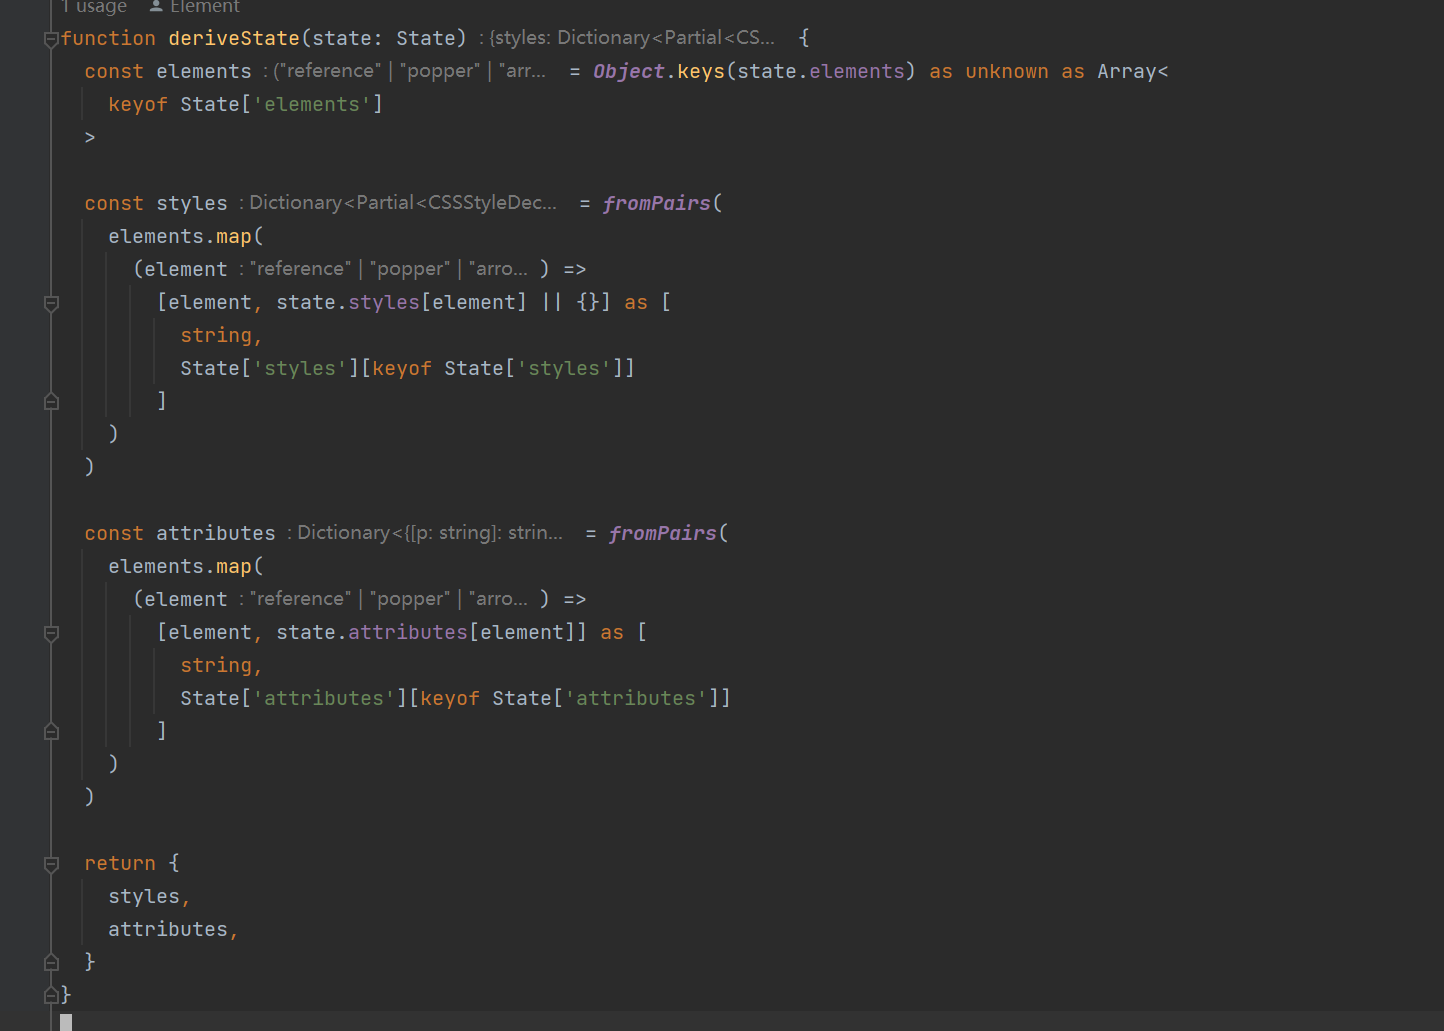 1 usage Element
function deriveState(state: State) : {styles: Dictionary<Partial<CS... {
const elements : ("reference" | "popper" | "arr... = Object.keys(state.elements) as unknown as Array<
keyof State['elements']
>
const styles : Dictionary<Partial<CSSStyleDec... = fromPairs(
elements.map(
(element : "reference" | "popper" | "arro... ) =>
[element, state.styles[element] || {}] as [
string,
State['styles'][keyof State['styles']]
]
)
)
const attributes : Dictionary<{[p: string]: strin... = fromPairs(
elements.map(
(element : "reference" | "popper" | "arro... ) =>
[element, state.attributes[element]] as [
string,
State['attributes'][keyof State['attributes']]
]
)
)
return {
styles,
attributes,
}
}